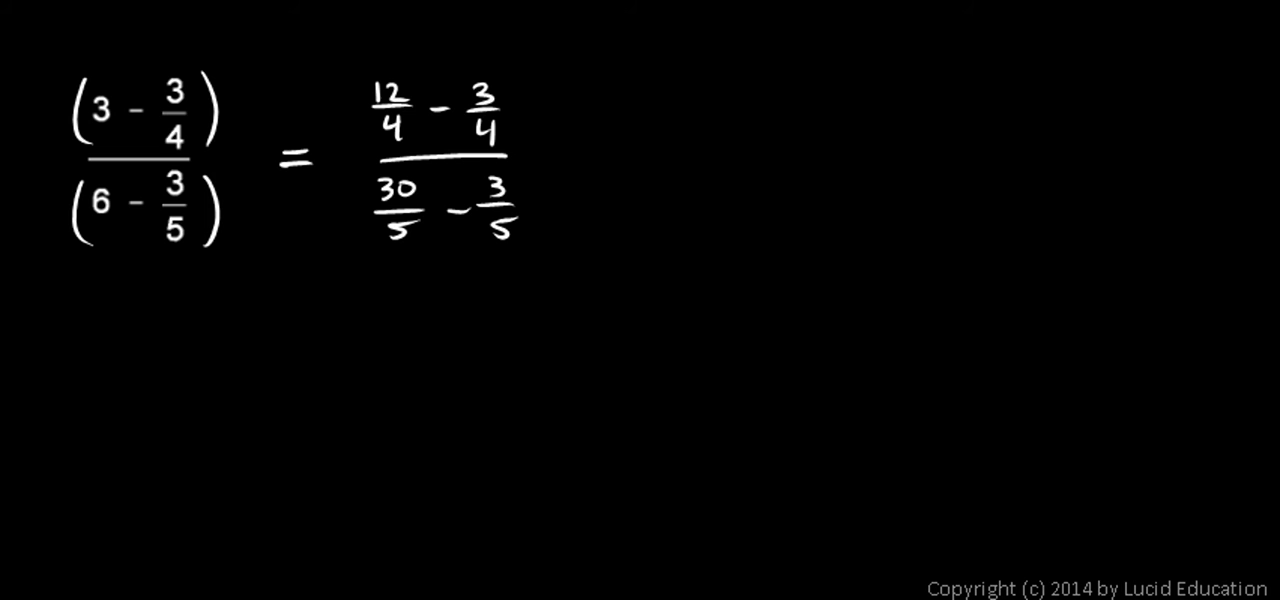 (3 - 3/4) / (6 - 3/5) = (12/4 - 3/4) / (30/5 - 3/5)
Copyright (c) 2014 by Lucid Education